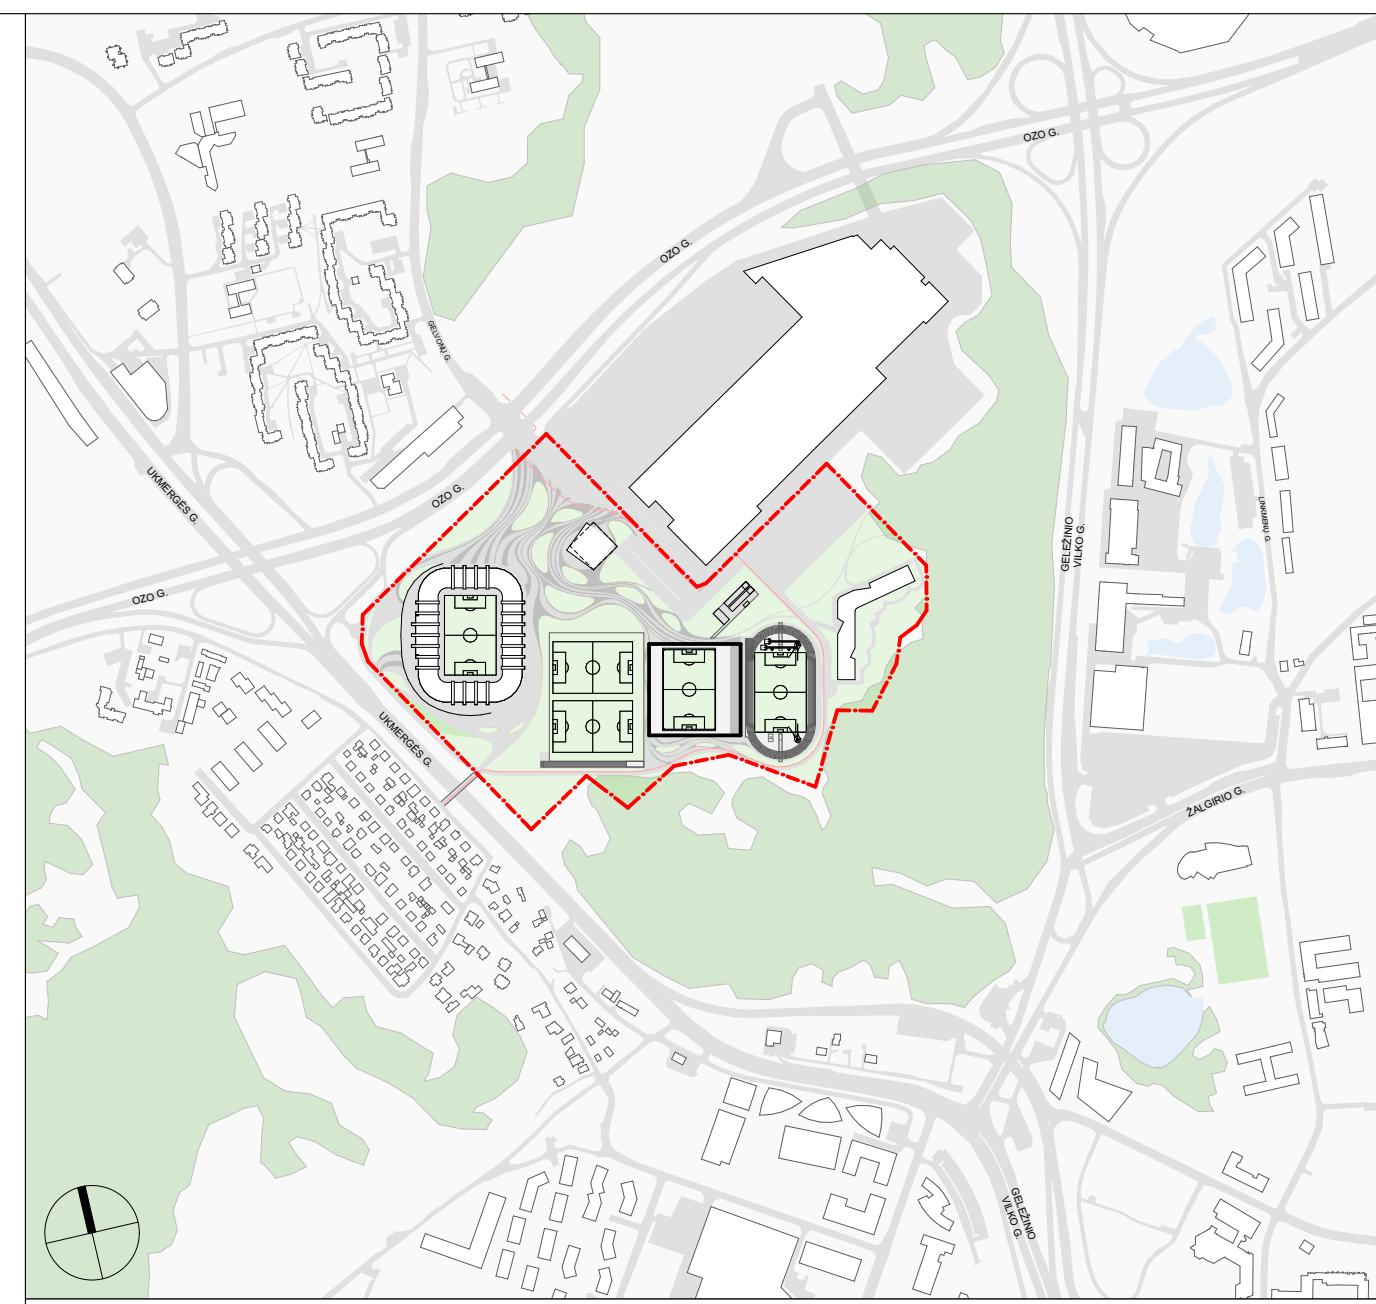 OZO G.
OZO G.
GELVONŲ G.
UKMERGĖS G.
OZO G.
LINKMENŲ G.
GELEŽINIO
VILKO G.
OZO G.
UKMERGĖS G.
ŽALGIRIO G.
GELEŽINIO
VILKO G.